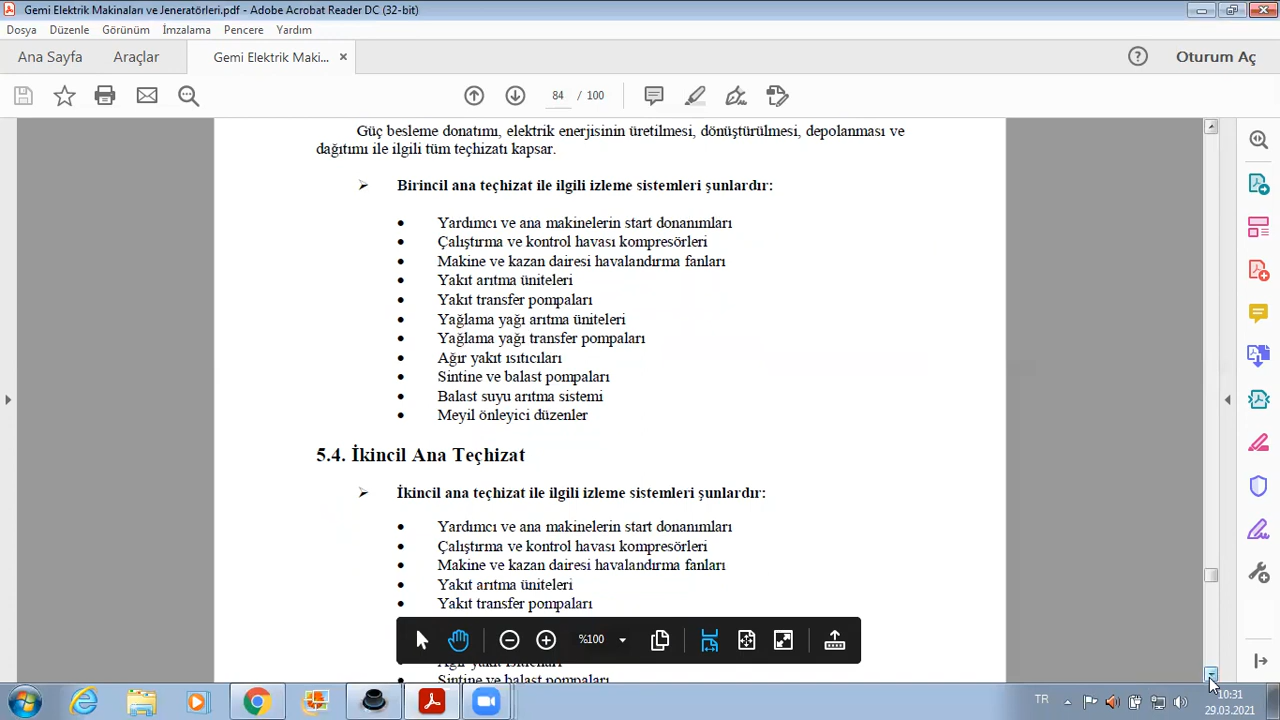 Gemi Elektrik Makinaları ve Jeneratörleri.pdf - Adobe Acrobat Reader DC (32-bit)
Dosya Düzenle Görünüm İmzalama Pencere Yardım
Ana Sayfa Araçlar Gemi Elektrik Maki... × Oturum Aç
84 / 100
Güç besleme donatımı, elektrik enerjisinin üretilmesi, dönüştürülmesi, depolanması ve
dağıtımı ile ilgili tüm teçhizatı kapsar.
➢ Birincil ana teçhizat ile ilgili izleme sistemleri şunlardır:
• Yardımcı ve ana makinelerin start donanımları
• Çalıştırma ve kontrol havası kompresörleri
• Makine ve kazan dairesi havalandırma fanları
• Yakıt arıtma üniteleri
• Yakıt transfer pompaları
• Yağlama yağı arıtma üniteleri
• Yağlama yağı transfer pompaları
• Ağır yakıt ısıtıcıları
• Sintine ve balast pompaları
• Balast suyu arıtma sistemi
• Meyil önleyici düzenler
5.4. İkincil Ana Teçhizat
➢ İkincil ana teçhizat ile ilgili izleme sistemleri şunlardır:
• Yardımcı ve ana makinelerin start donanımları
• Çalıştırma ve kontrol havası kompresörleri
• Makine ve kazan dairesi havalandırma fanları
• Yakıt arıtma üniteleri
• Yakıt transfer pompaları
%100
Ağır yakıt ısıtıcıları
Sintine ve balast pompaları
TR 10:31
29.03.2021